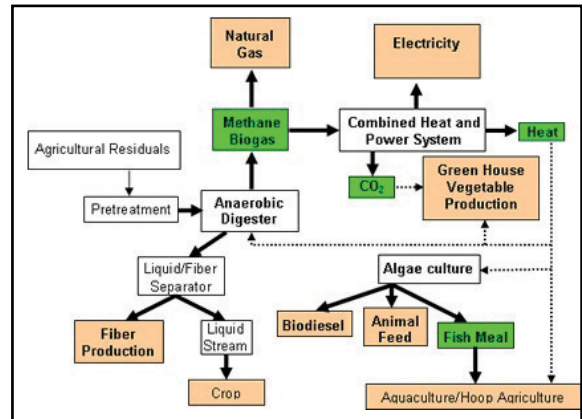 Natural
Gas
Electricity
Methane
Biogas
Combined Heat and
Power System
Heat
Agricultural Residuals
CO₂
Green House
Vegetable
Production
Pretreatment
Anaerobic
Digester
Liquid/Fiber
Separator
Algae culture
Fiber
Production
Liquid
Stream
Biodiesel
Animal
Feed
Fish Meal
Crop
Aquaculture/Hoop Agriculture